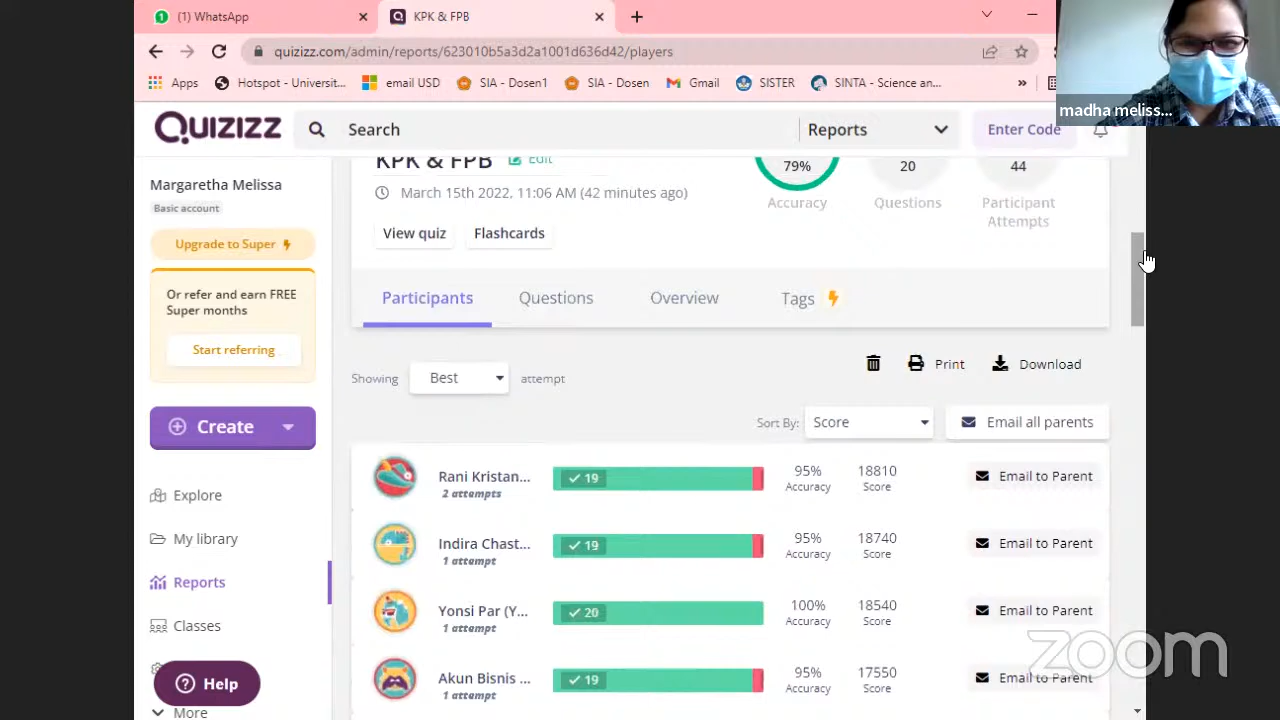 (1) WhatsApp
KPK & FPB
quizizz.com/admin/reports/623010b5a3d2a1001d636d42/players
Apps
Hotspot - Universit...
email USD
SIA - Dosen1
SIA - Dosen
Gmail
SISTER
SINTA - Science an...
»
madha meliss...
Quizizz
Search
Reports
Enter Code
Margaretha Melissa
Basic account
Upgrade to Super
Or refer and earn FREE
Super months
Start referring
Create
Explore
My library
Reports
Classes
Help
More
KPK & FPB
Edit
March 15th 2022, 11:06 AM (42 minutes ago)
View quiz
Flashcards
79%
Accuracy
20
Questions
44
Participant
Attempts
Participants
Questions
Overview
Tags
Showing
Best
attempt
Print
Download
Sort By:
Score
Email all parents
Rani Kristan...
2 attempts
19
95%
Accuracy
18810
Score
Email to Parent
Indira Chast...
1 attempt
19
95%
Accuracy
18740
Score
Email to Parent
Yonsi Par (Y...
1 attempt
20
100%
Accuracy
18540
Score
Email to Parent
Akun Bisnis ...
1 attempt
19
95%
Accuracy
17550
Score
Email to Parent
zoom